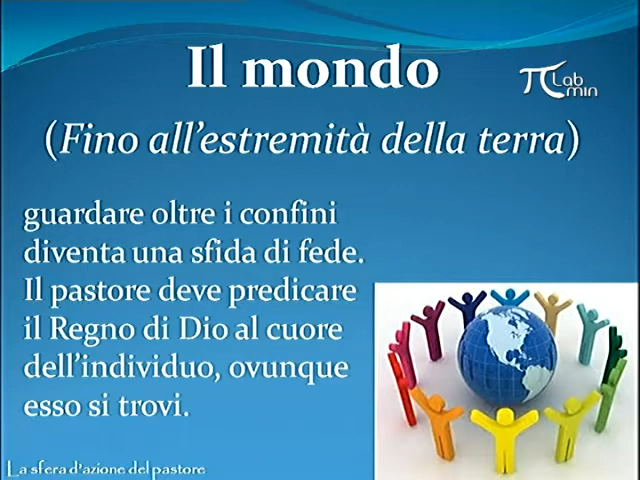 Il mondo
π Lab
min
(Fino all'estremità della terra)
guardare oltre i confini
diventa una sfida di fede.
Il pastore deve predicare
il Regno di Dio al cuore
dell'individuo, ovunque
esso si trovi.
La sfera d'azione del pastore